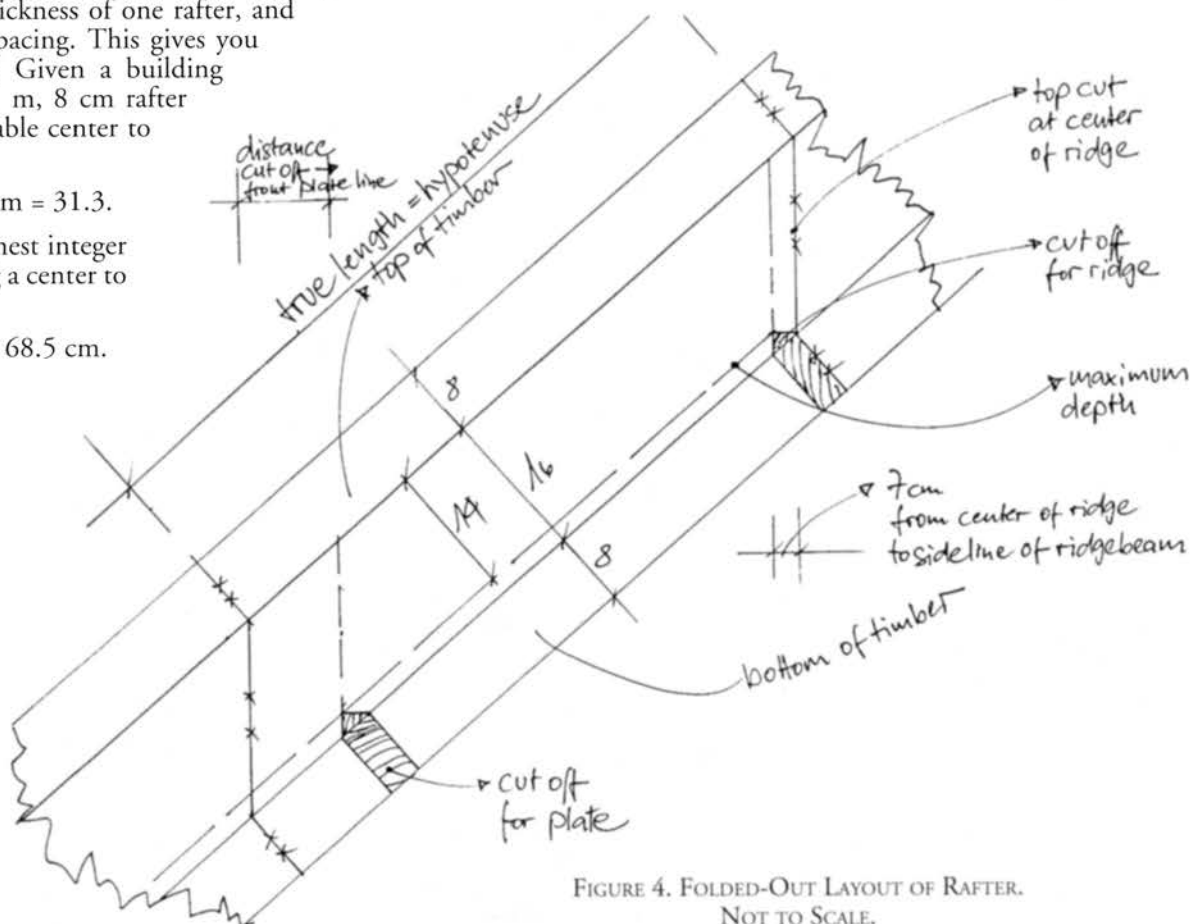 ickness of one rafter, and
pacing. This gives you
Given a building
m, 8 cm rafter
able center to
m = 31.3.
nest integer
g a center to
68.5 cm.
distance
cut off
front plate line
true length = hypotenuse
top of timber
8
16
14
8
top cut
at center
of ridge
cut off
for ridge
maximum
depth
7cm
from center of ridge
to sideline of ridgebeam
bottom of timber
cut off
for plate
FIGURE 4. FOLDED-OUT LAYOUT OF RAFTER.
NOT TO SCALE.